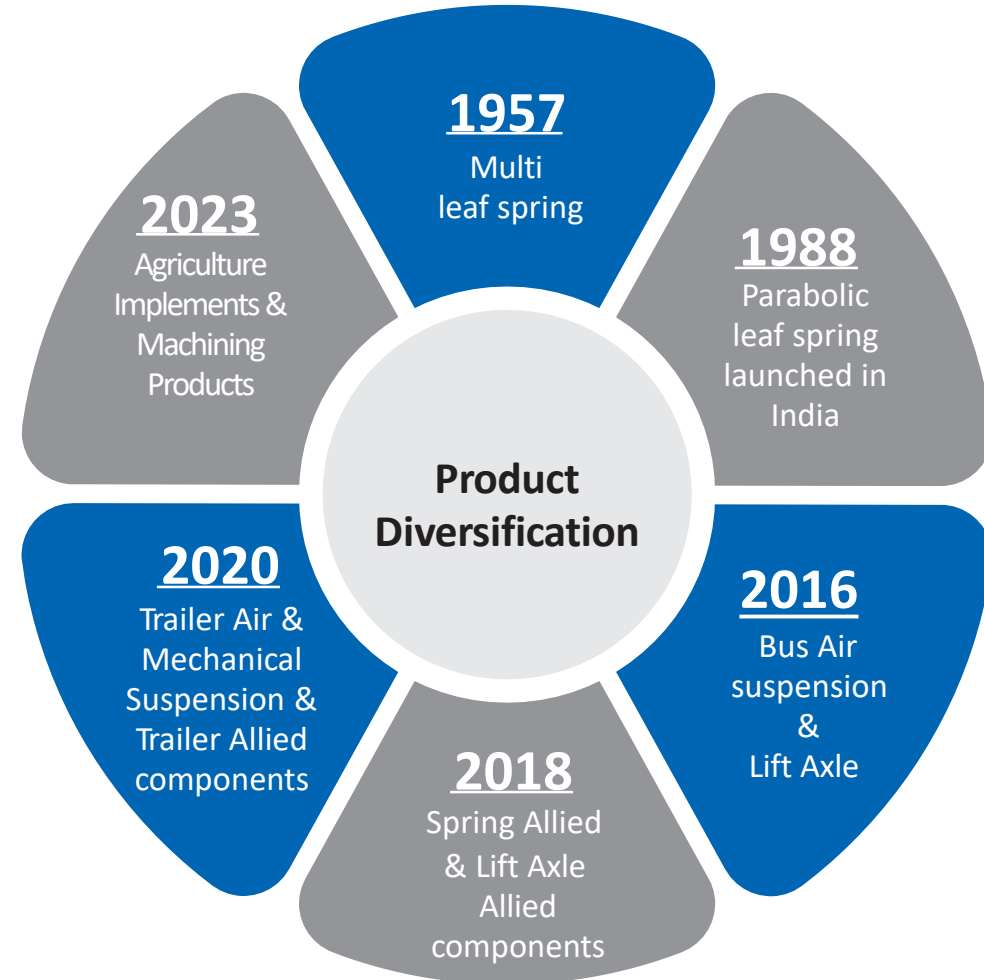 1957
Multi
leaf spring
1988
Parabolic
leaf spring
launched in
India
2016
Bus Air
suspension
&
Lift Axle
2018
Spring Allied
& Lift Axle
Allied
components
2020
Trailer Air &
Mechanical
Suspension &
Trailer Allied
components
2023
Agriculture
Implements &
Machining
Products
Product
Diversification